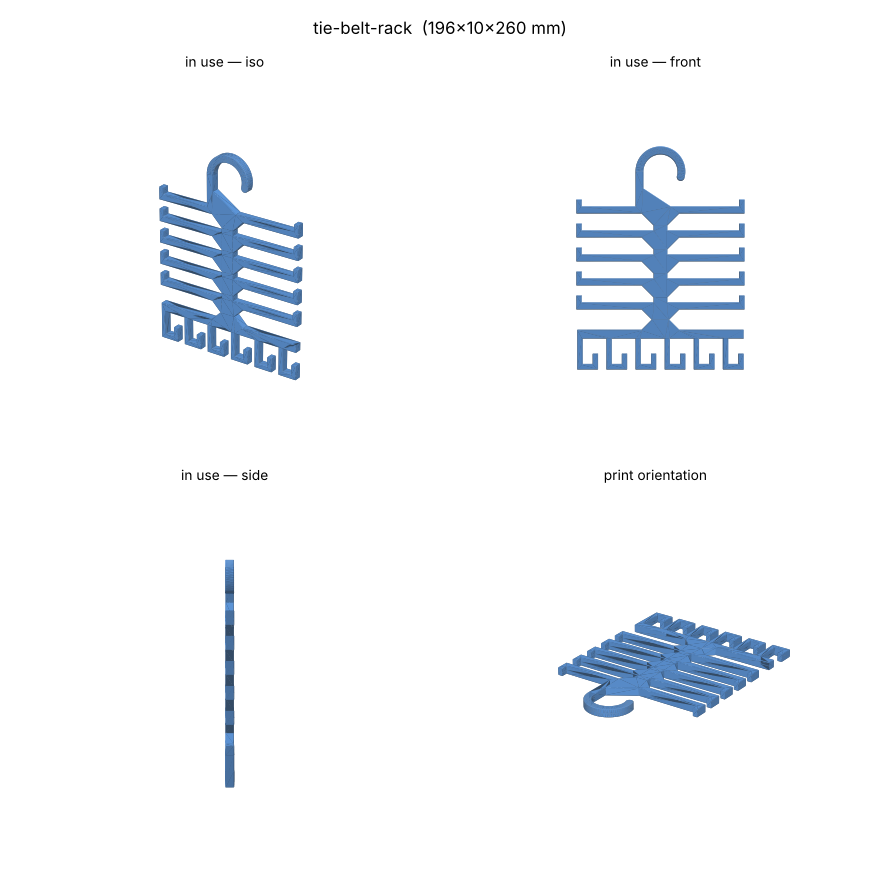 tie-belt-rack (196×10×260 mm)
in use — iso
in use — front
in use — side
print orientation